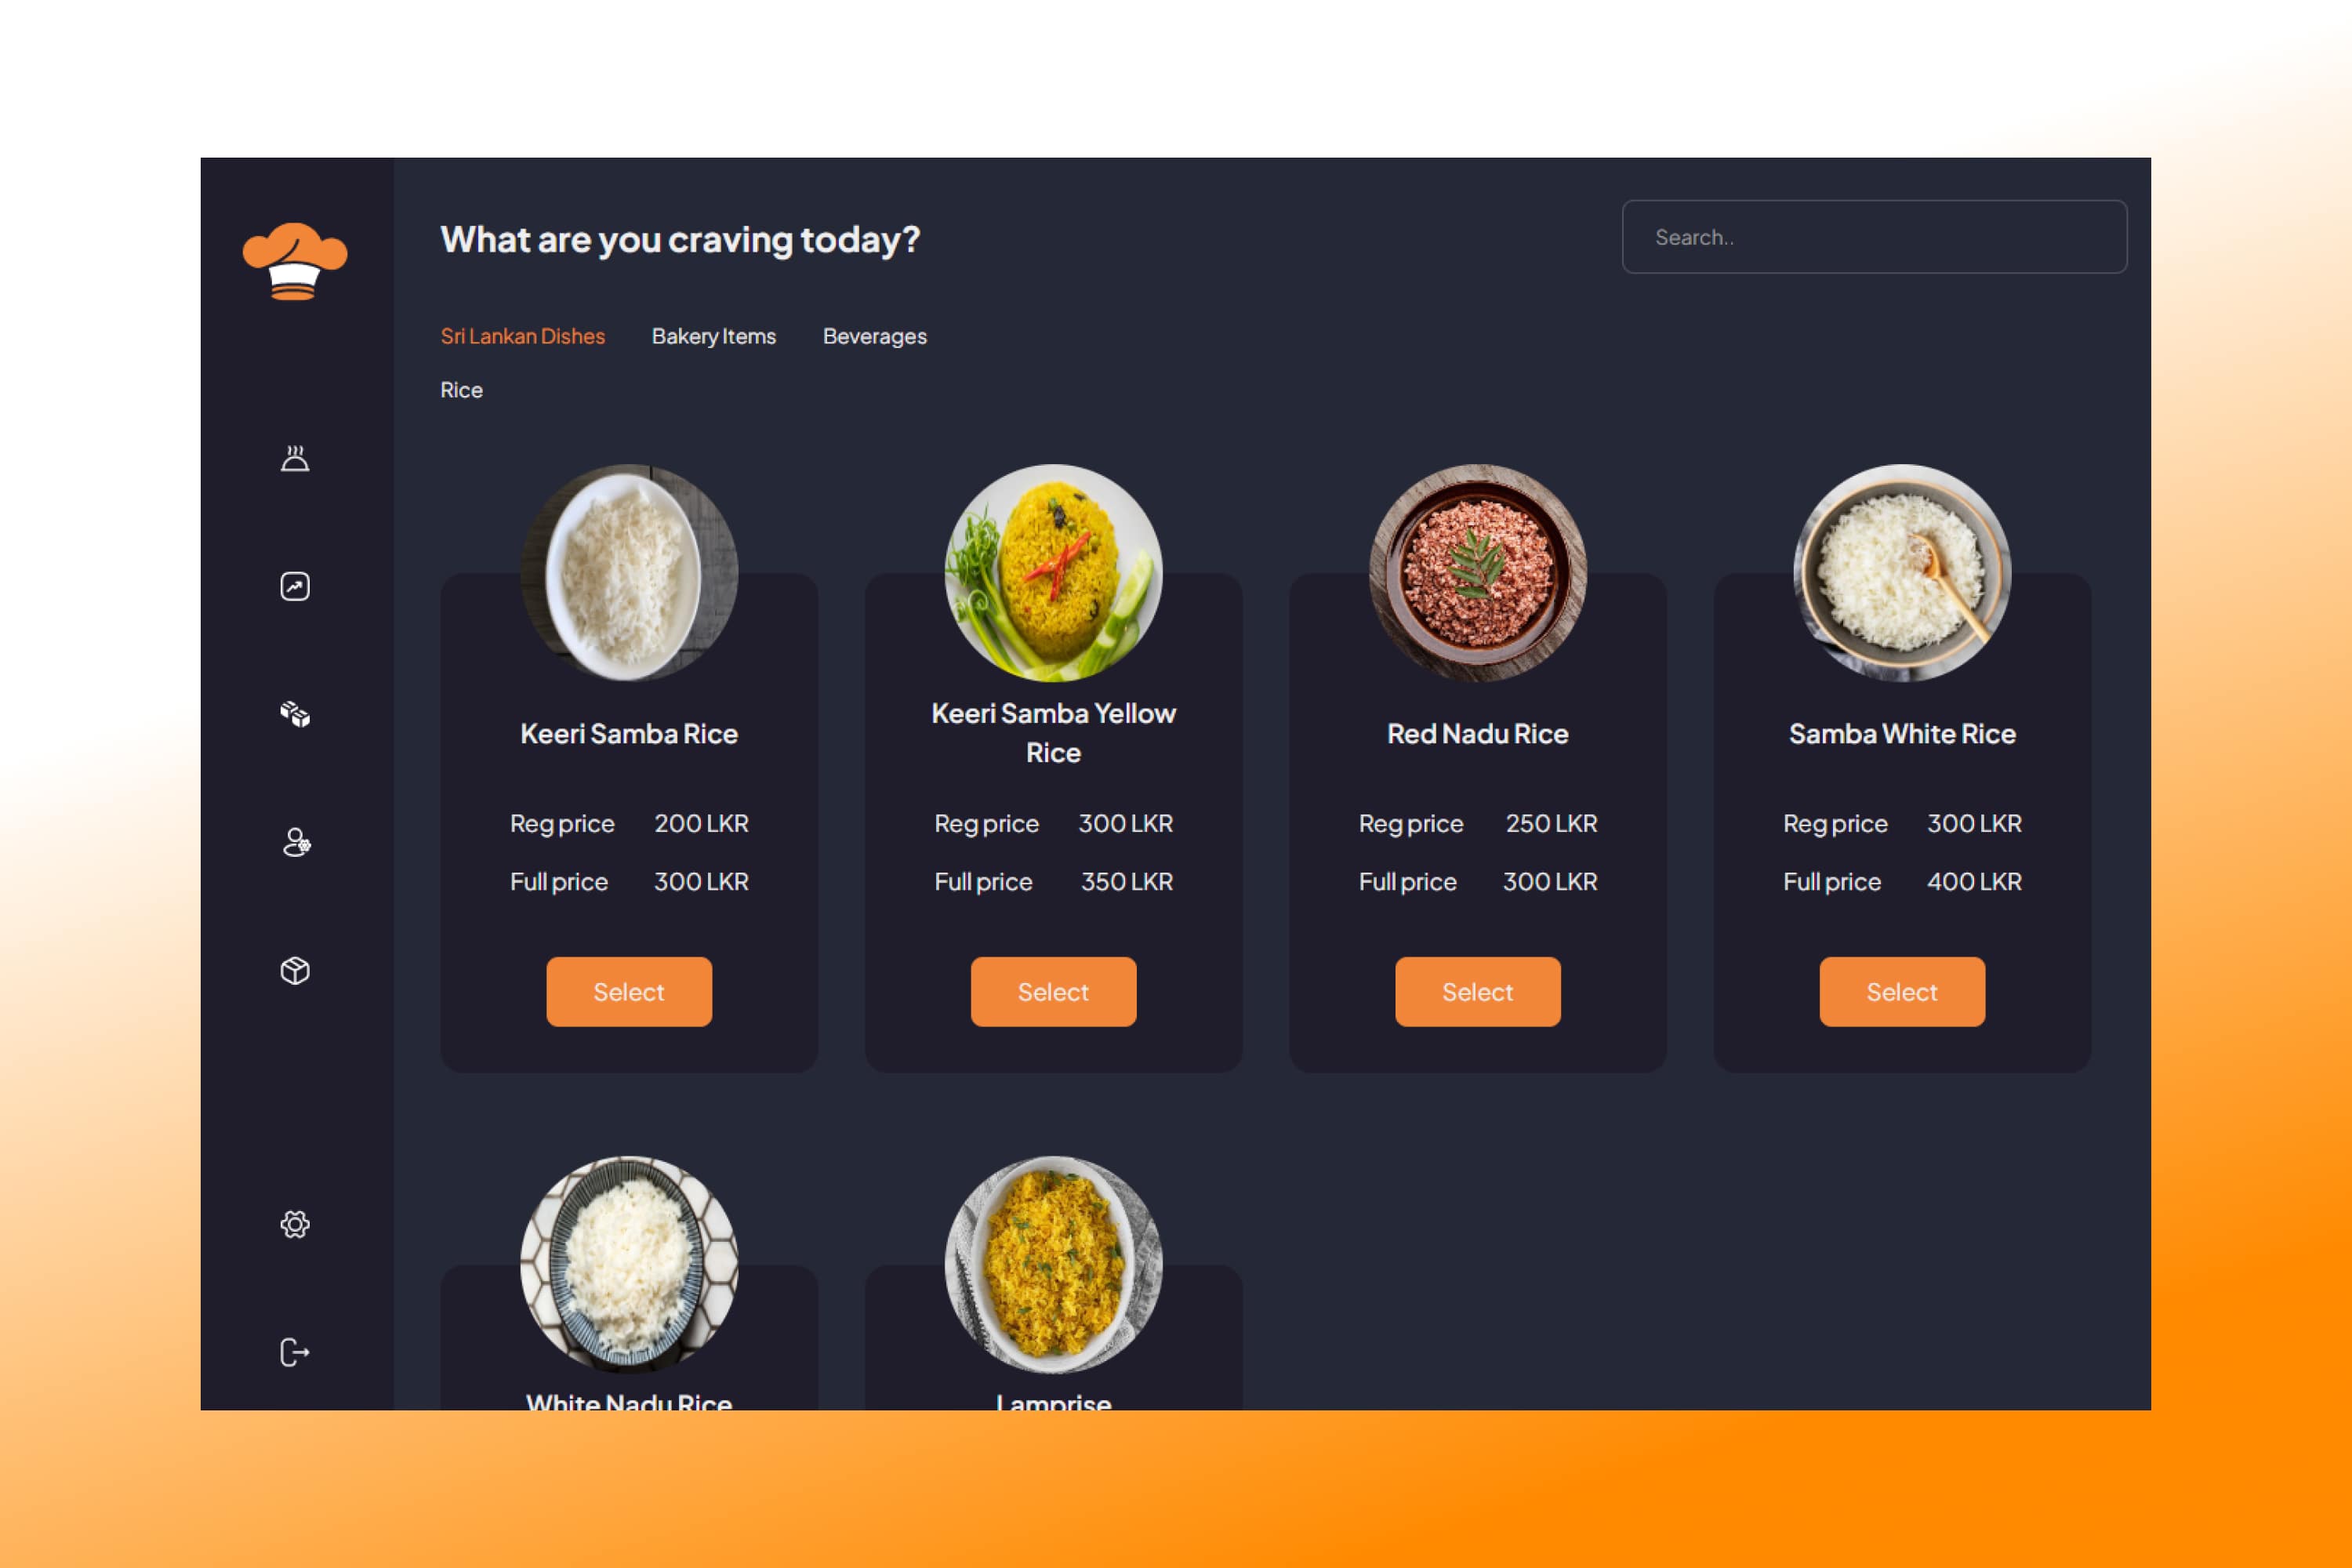 What are you craving today?
Search..
Sri Lankan Dishes
Bakery Items
Beverages
Rice
Keeri Samba Rice
Reg price 200 LKR
Full price 300 LKR
Select
Keeri Samba Yellow
Rice
Reg price 300 LKR
Full price 350 LKR
Select
Red Nadu Rice
Reg price 250 LKR
Full price 300 LKR
Select
Samba White Rice
Reg price 300 LKR
Full price 400 LKR
Select
White Nadu Rice
Lamprise